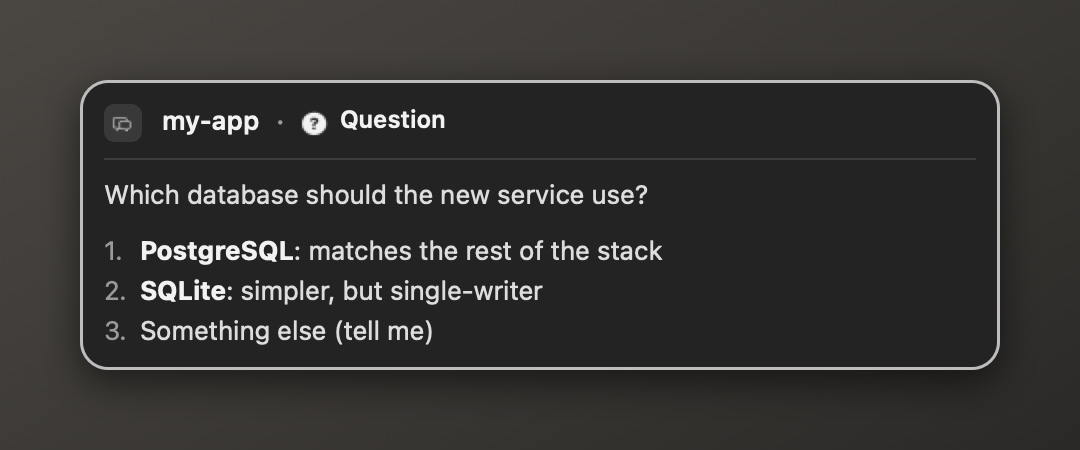 my-app · ? Question
Which database should the new service use?
1. PostgreSQL: matches the rest of the stack
2. SQLite: simpler, but single-writer
3. Something else (tell me)